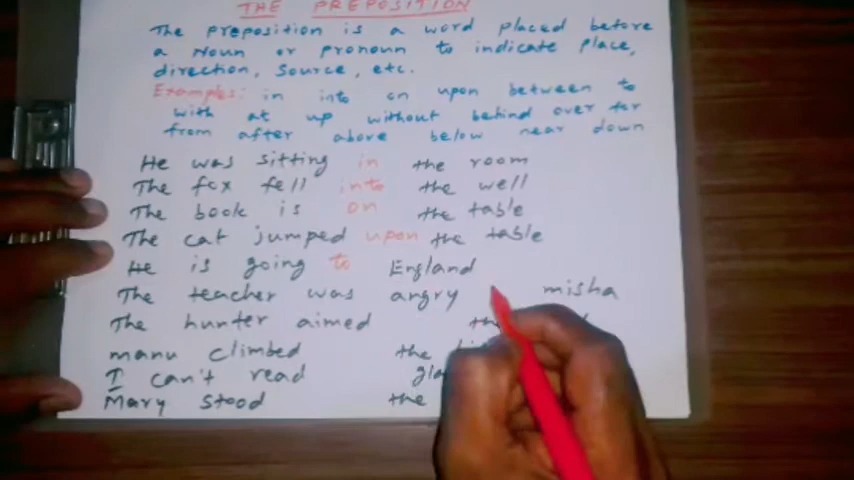 THE PREPOSITION
The preposition is a word placed before
a Noun or pronoun to indicate place,
direction, Source, etc.
Examples: in into on upon between to
with at up without behind over for
from after above below near down
He was sitting in the room
The fox fell into the well
The book is on the table
The cat jumped upon the table
He is going to England
The teacher was angry misha
The hunter aimed the
manu climbed the
I can't read
Mary stood the